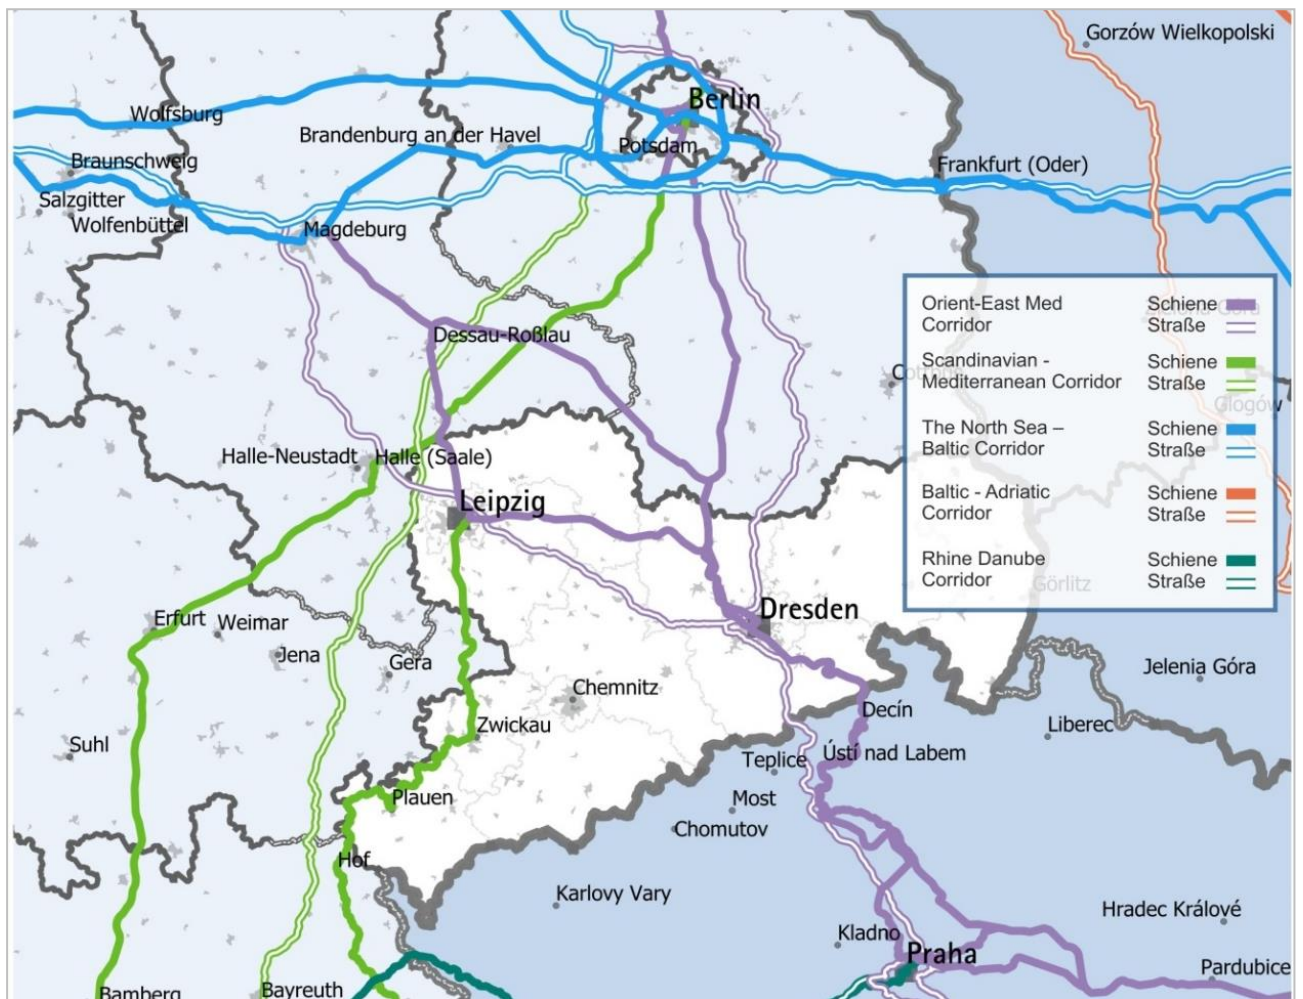 Gorzów Wielkopolski
Berlin
Wolfsburg
Brandenburg an der Havel
Potsdam
Braunschweig
Frankfurt (Oder)
Salzgitter
Wolfenbüttel
Magdeburg
Orient-East Med
Corridor
Schiene
Straße
Scandinavian -
Mediterranean Corridor
Schiene
Straße
The North Sea –
Baltic Corridor
Schiene
Straße
Baltic - Adriatic
Corridor
Schiene
Straße
Rhine Danube
Corridor
Schiene
Straße
Zielona Góra
Dessau-Roßlau
Głogów
Halle-Neustadt
Halle (Saale)
Leipzig
Görlitz
Dresden
Erfurt
Weimar
Jena
Gera
Jelenia Góra
Chemnitz
Decín
Zwickau
Liberec
Suhl
Teplice
Ústí nad Labem
Plauen
Most
Chomutov
Hof
Karlovy Vary
Hradec Králové
Kladno
Praha
Pardubice
Bamberg
Bayreuth